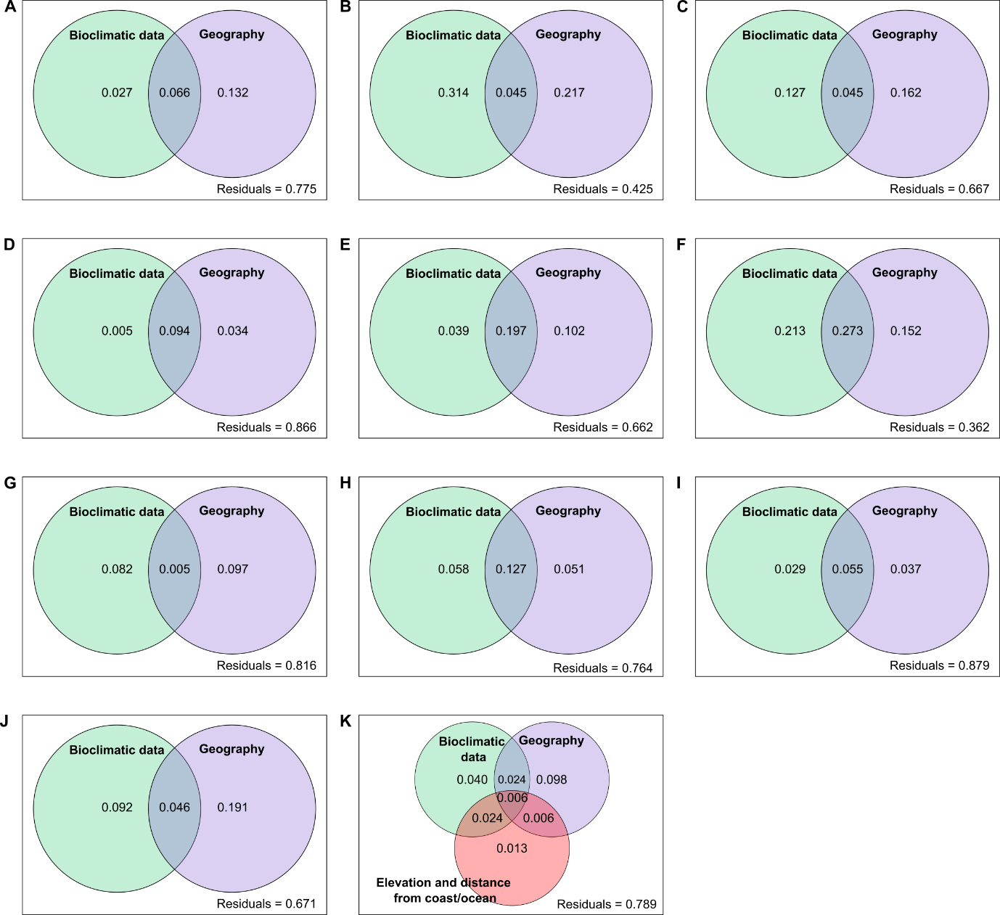 A
Bioclimatic data
Geography
0.027
0.066
0.132
Residuals = 0.775
B
Bioclimatic data
Geography
0.314
0.045
0.217
Residuals = 0.425
C
Bioclimatic data
Geography
0.127
0.045
0.162
Residuals = 0.667
D
Bioclimatic data
Geography
0.005
0.094
0.034
Residuals = 0.866
E
Bioclimatic data
Geography
0.039
0.197
0.102
Residuals = 0.662
F
Bioclimatic data
Geography
0.213
0.273
0.152
Residuals = 0.362
G
Bioclimatic data
Geography
0.082
0.005
0.097
Residuals = 0.816
H
Bioclimatic data
Geography
0.058
0.127
0.051
Residuals = 0.764
I
Bioclimatic data
Geography
0.029
0.055
0.037
Residuals = 0.879
J
Bioclimatic data
Geography
0.092
0.046
0.191
Residuals = 0.671
K
Bioclimatic
data
Geography
0.040
0.024
0.098
0.006
0.024
0.006
0.013
Elevation and distance
from coast/ocean
Residuals = 0.789